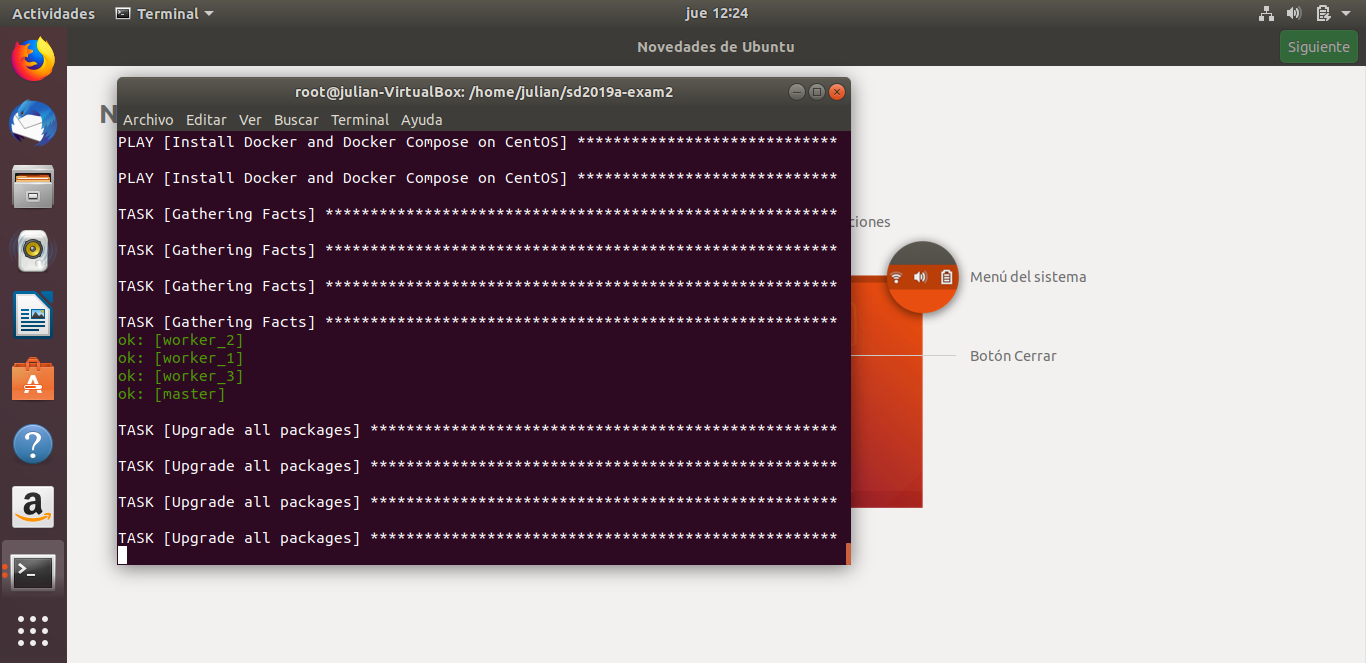 Actividades
Terminal
jue 12:24
Novedades de Ubuntu
Siguiente
N
root@julian-VirtualBox: /home/julian/sd2019a-exam2
Archivo Editar Ver Buscar Terminal Ayuda
PLAY [Install Docker and Docker Compose on CentOS] *****************************
PLAY [Install Docker and Docker Compose on CentOS] *****************************
TASK [Gathering Facts] *********************************************************
TASK [Gathering Facts] *********************************************************
TASK [Gathering Facts] *********************************************************
TASK [Gathering Facts] *********************************************************
ok: [worker_2]
ok: [worker_1]
ok: [worker_3]
ok: [master]
TASK [Upgrade all packages] ****************************************************
TASK [Upgrade all packages] ****************************************************
TASK [Upgrade all packages] ****************************************************
TASK [Upgrade all packages] ****************************************************
ciones
Menú del sistema
Botón Cerrar